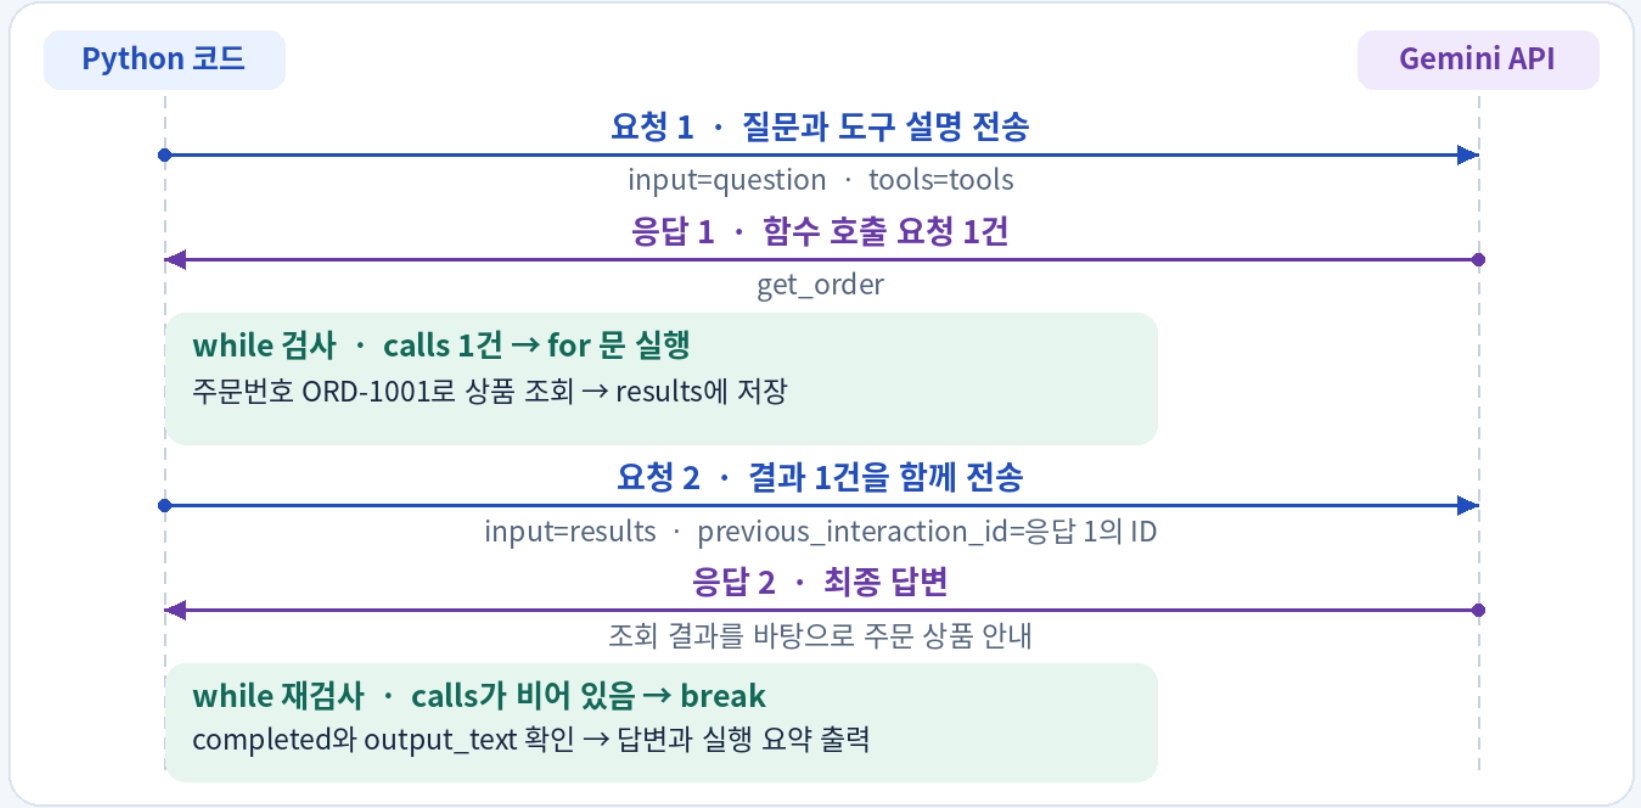 Python 코드
Gemini API
요청 1 · 질문과 도구 설명 전송
input=question · tools=tools
응답 1 · 함수 호출 요청 1건
get_order
while 검사 · calls 1건 → for 문 실행
주문번호 ORD-1001로 상품 조회 → results에 저장
요청 2 · 결과 1건을 함께 전송
input=results · previous_interaction_id=응답 1의 ID
응답 2 · 최종 답변
조회 결과를 바탕으로 주문 상품 안내
while 재검사 · calls가 비어 있음 → break
completed와 output_text 확인 → 답변과 실행 요약 출력